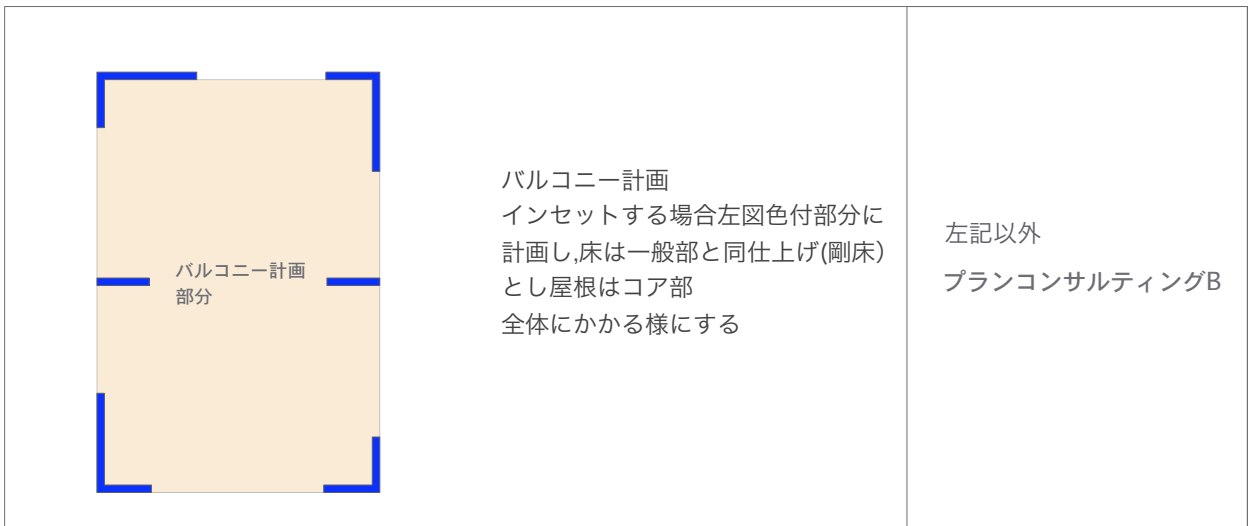 バルコニー計画
部分
バルコニー計画
インセットする場合左図色付部分に
計画し,床は一般部と同仕上げ(剛床）
とし屋根はコア部
全体にかかる様にする
左記以外
プランコンサルティングB